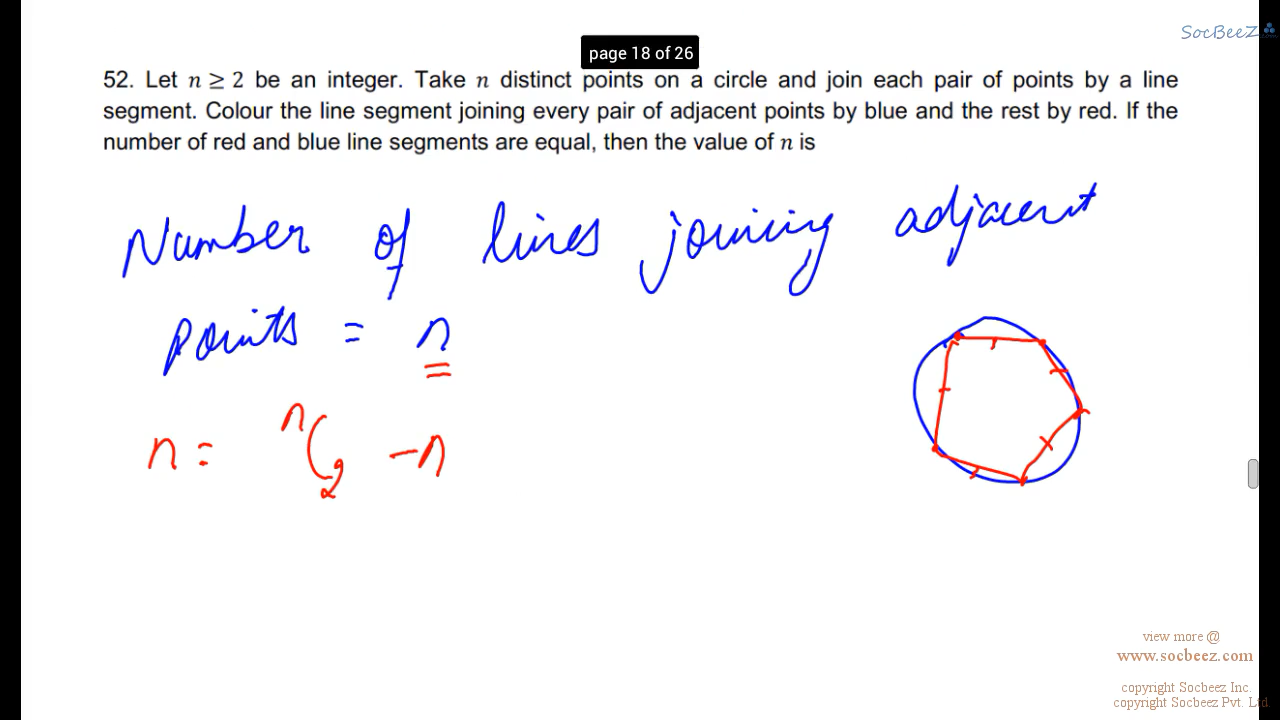 SocBeeZ
page 18 of 26
52. Let n ≥ 2 be an integer. Take n distinct points on a circle and join each pair of points by a line
segment. Colour the line segment joining every pair of adjacent points by blue and the rest by red. If the
number of red and blue line segments are equal, then the value of n is
Number of lines joining adjacent
points = n
n = ⁿC₂ - n
view more @
www.socbeez.com
copyright Socbeez Inc.
copyright Socbeez Pvt. Ltd.